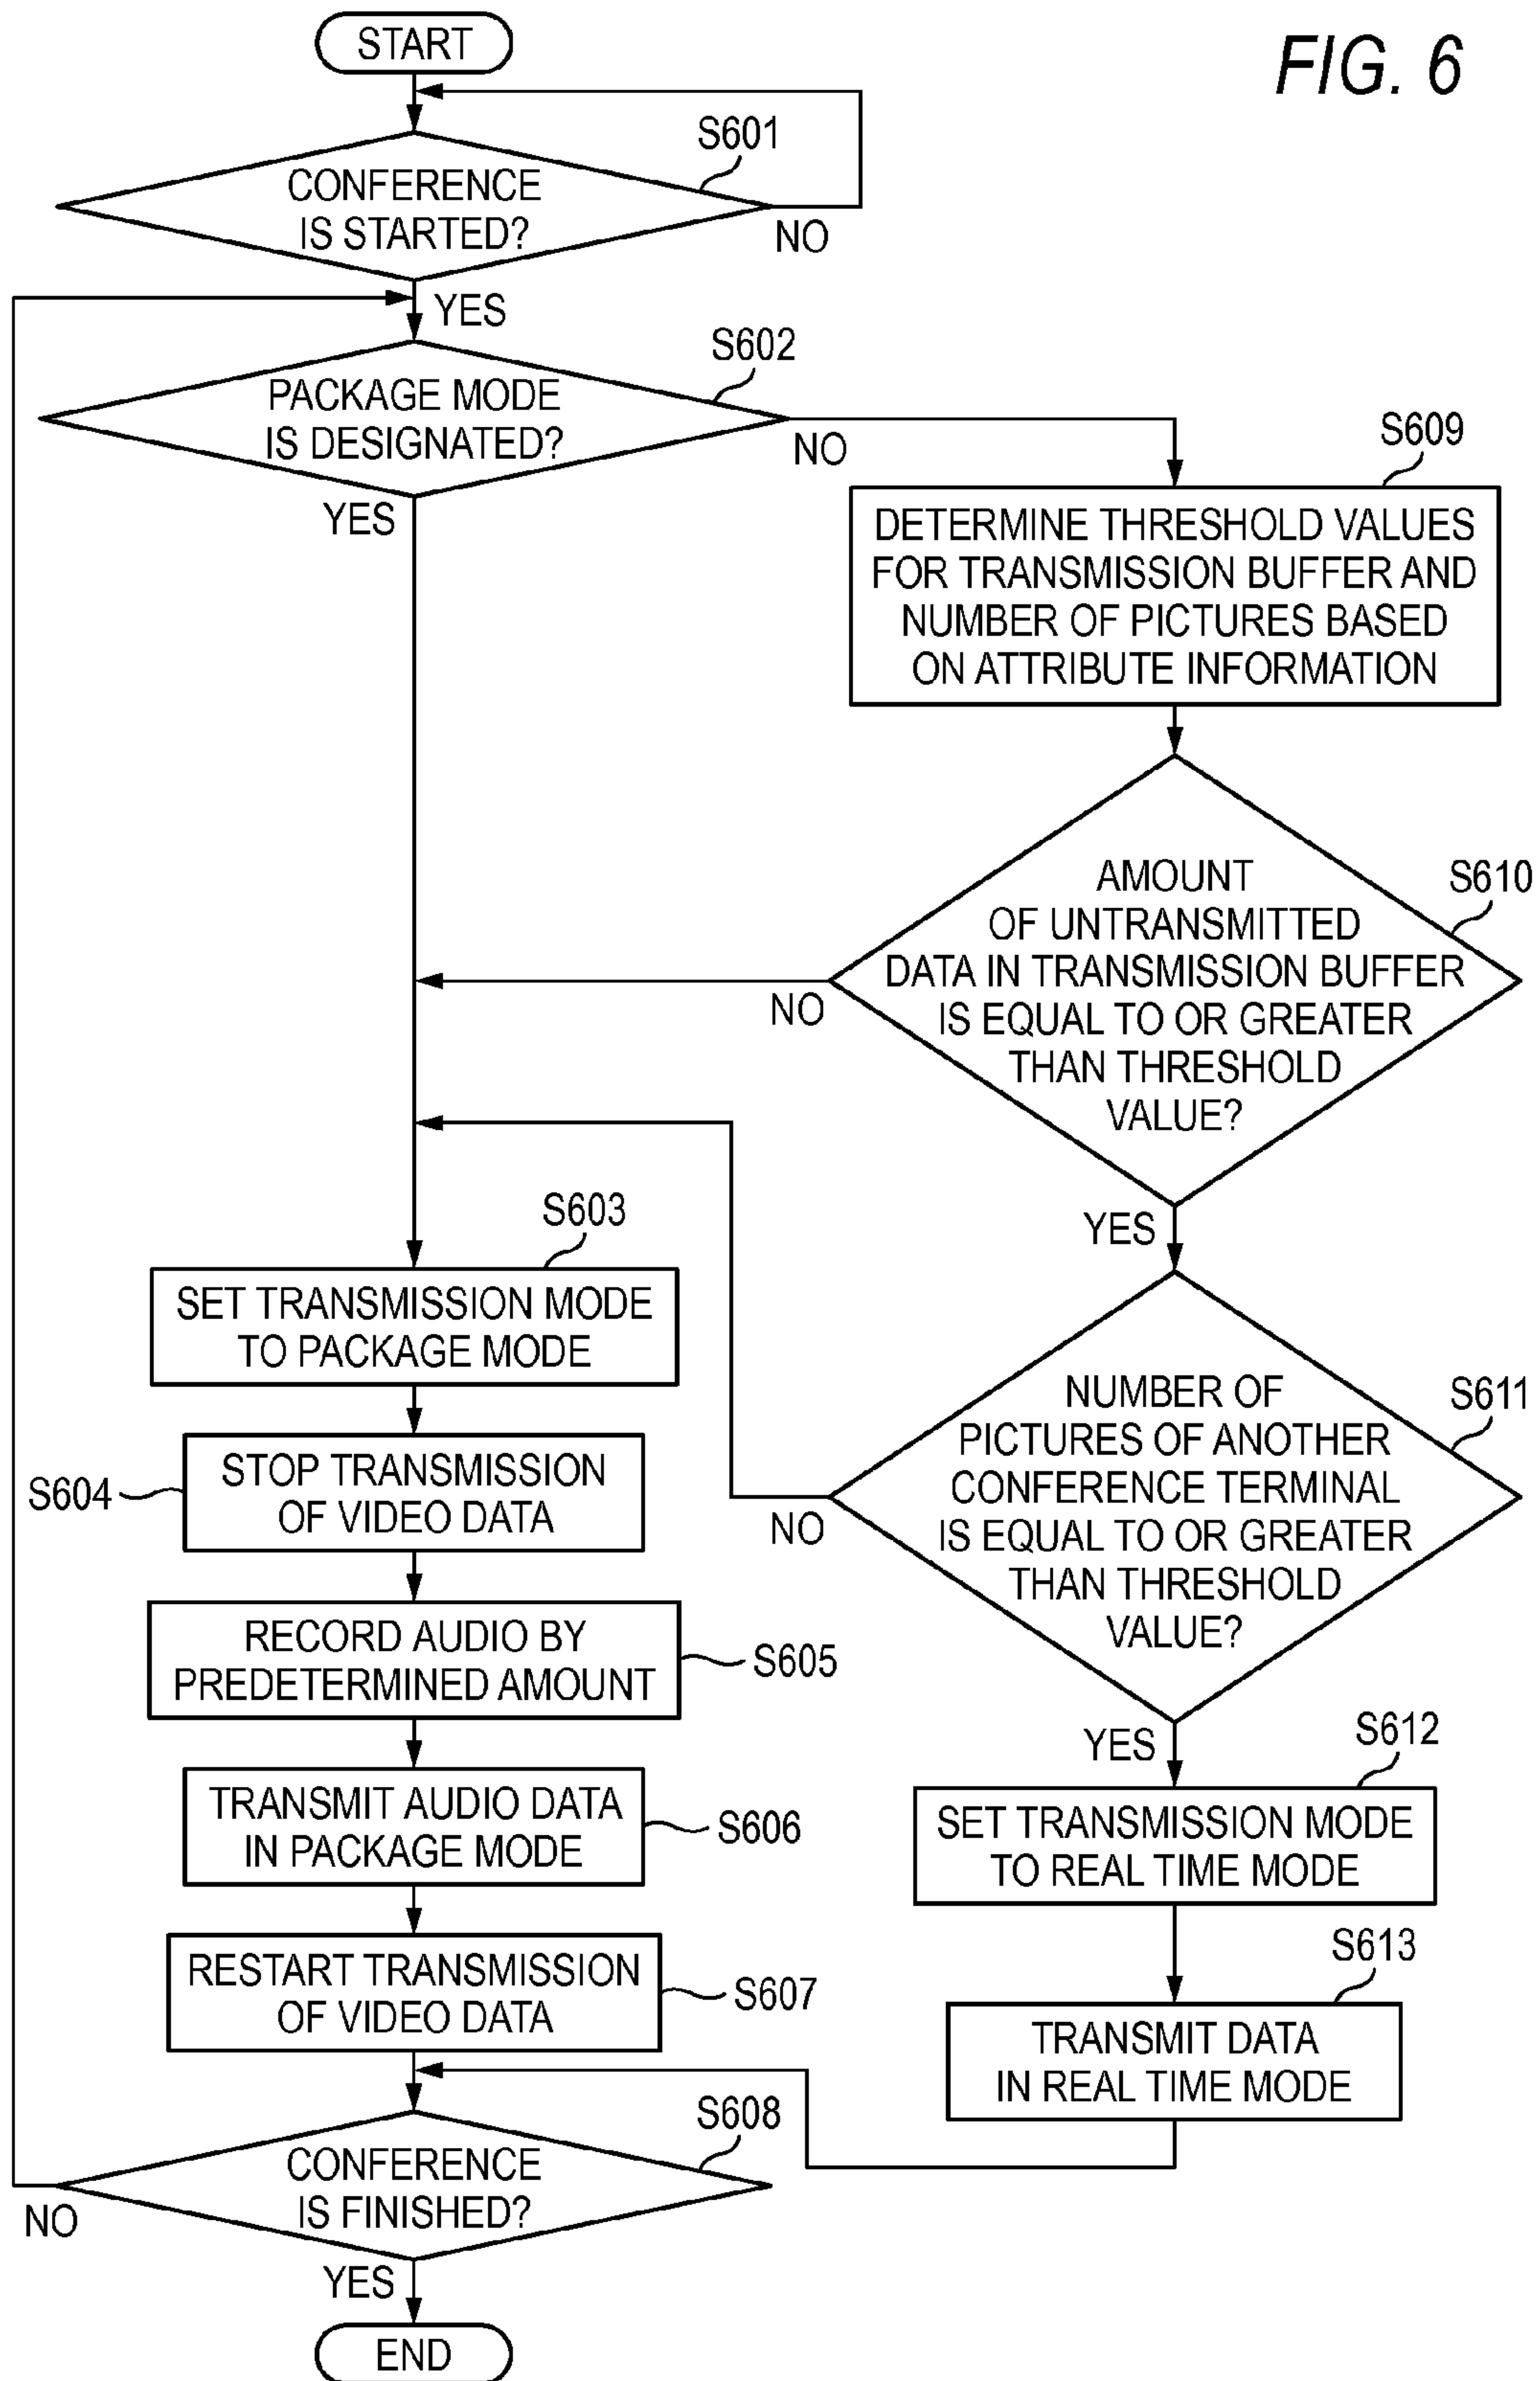 FIG. 6
START
S601
CONFERENCE
IS STARTED?
NO
YES
S602
PACKAGE MODE
IS DESIGNATED?
NO
YES
S609
DETERMINE THRESHOLD VALUES
FOR TRANSMISSION BUFFER AND
NUMBER OF PICTURES BASED
ON ATTRIBUTE INFORMATION
S610
AMOUNT
OF UNTRANSMITTED
DATA IN TRANSMISSION BUFFER
IS EQUAL TO OR GREATER
THAN THRESHOLD
VALUE?
NO
YES
S603
SET TRANSMISSION MODE
TO PACKAGE MODE
S611
NUMBER OF
PICTURES OF ANOTHER
CONFERENCE TERMINAL
IS EQUAL TO OR GREATER
THAN THRESHOLD
VALUE?
NO
YES
S604
STOP TRANSMISSION
OF VIDEO DATA
RECORD AUDIO BY
PREDETERMINED AMOUNT
S605
S612
SET TRANSMISSION MODE
TO REAL TIME MODE
TRANSMIT AUDIO DATA
IN PACKAGE MODE
S606
S613
TRANSMIT DATA
IN REAL TIME MODE
RESTART TRANSMISSION
OF VIDEO DATA
S607
S608
CONFERENCE
IS FINISHED?
NO
YES
END